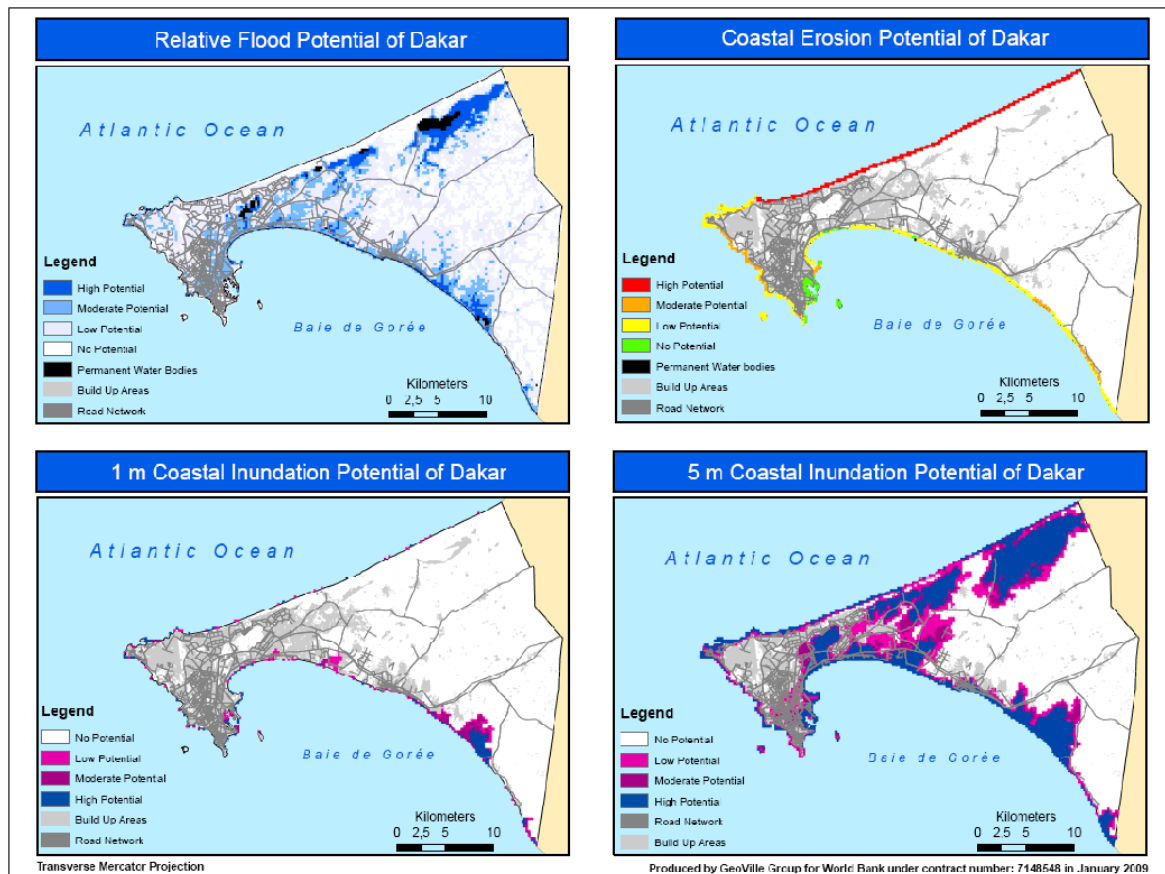 Relative Flood Potential of Dakar
Atlantic Ocean
Baie de Gorée
Legend
High Potential
Moderate Potential
Low Potential
No Potential
Permanent Water Bodies
Build Up Areas
Road Network
Kilometers
0 2,5 5 10
Coastal Erosion Potential of Dakar
Atlantic Ocean
Baie de Gorée
Legend
High Potential
Moderate Potential
Low Potential
No Potential
Permanent Water bodies
Build Up Areas
Road Network
Kilometers
0 2,5 5 10
1 m Coastal Inundation Potential of Dakar
Atlantic Ocean
Baie de Gorée
Legend
No Potential
Low Potential
Moderate Potential
High Potential
Build Up Areas
Road Network
Kilometers
0 2,5 5 10
5 m Coastal Inundation Potential of Dakar
Atlantic Ocean
Baie de Gorée
Legend
No Potential
Low Potential
Moderate Potential
High Potential
Road Network
Build Up Areas
Kilometers
0 2,5 5 10
Transverse Mercator Projection
Produced by GeoVille Group for World Bank under contract number: 7148548 in January 2009